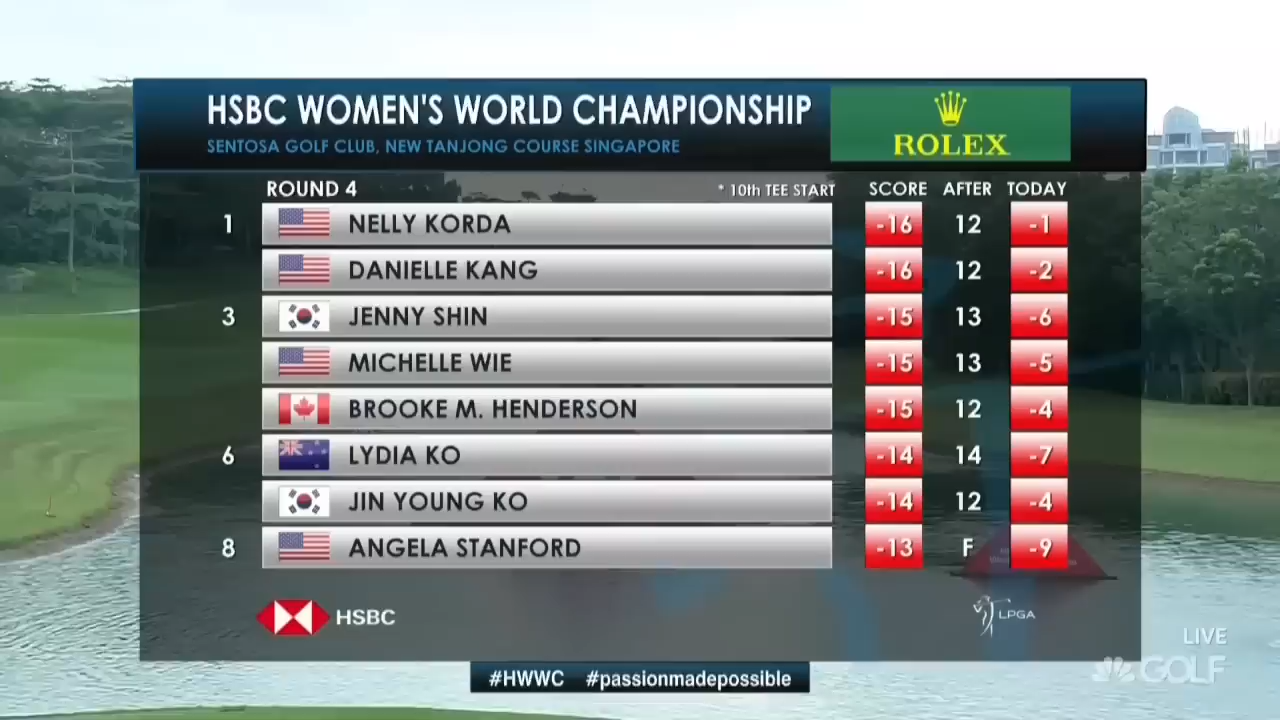 HSBC WOMEN'S WORLD CHAMPIONSHIP
SENTOSA GOLF CLUB, NEW TANJONG COURSE SINGAPORE
ROLEX
ROUND 4 * 10th TEE START SCORE AFTER TODAY
1 NELLY KORDA -16 12 -1
DANIELLE KANG -16 12 -2
3 JENNY SHIN -15 13 -6
MICHELLE WIE -15 13 -5
BROOKE M. HENDERSON -15 12 -4
6 LYDIA KO -14 14 -7
JIN YOUNG KO -14 12 -4
8 ANGELA STANFORD -13 F -9
HSBC
LPGA
LIVE
GOLF
#HWWC #passionmadepossible